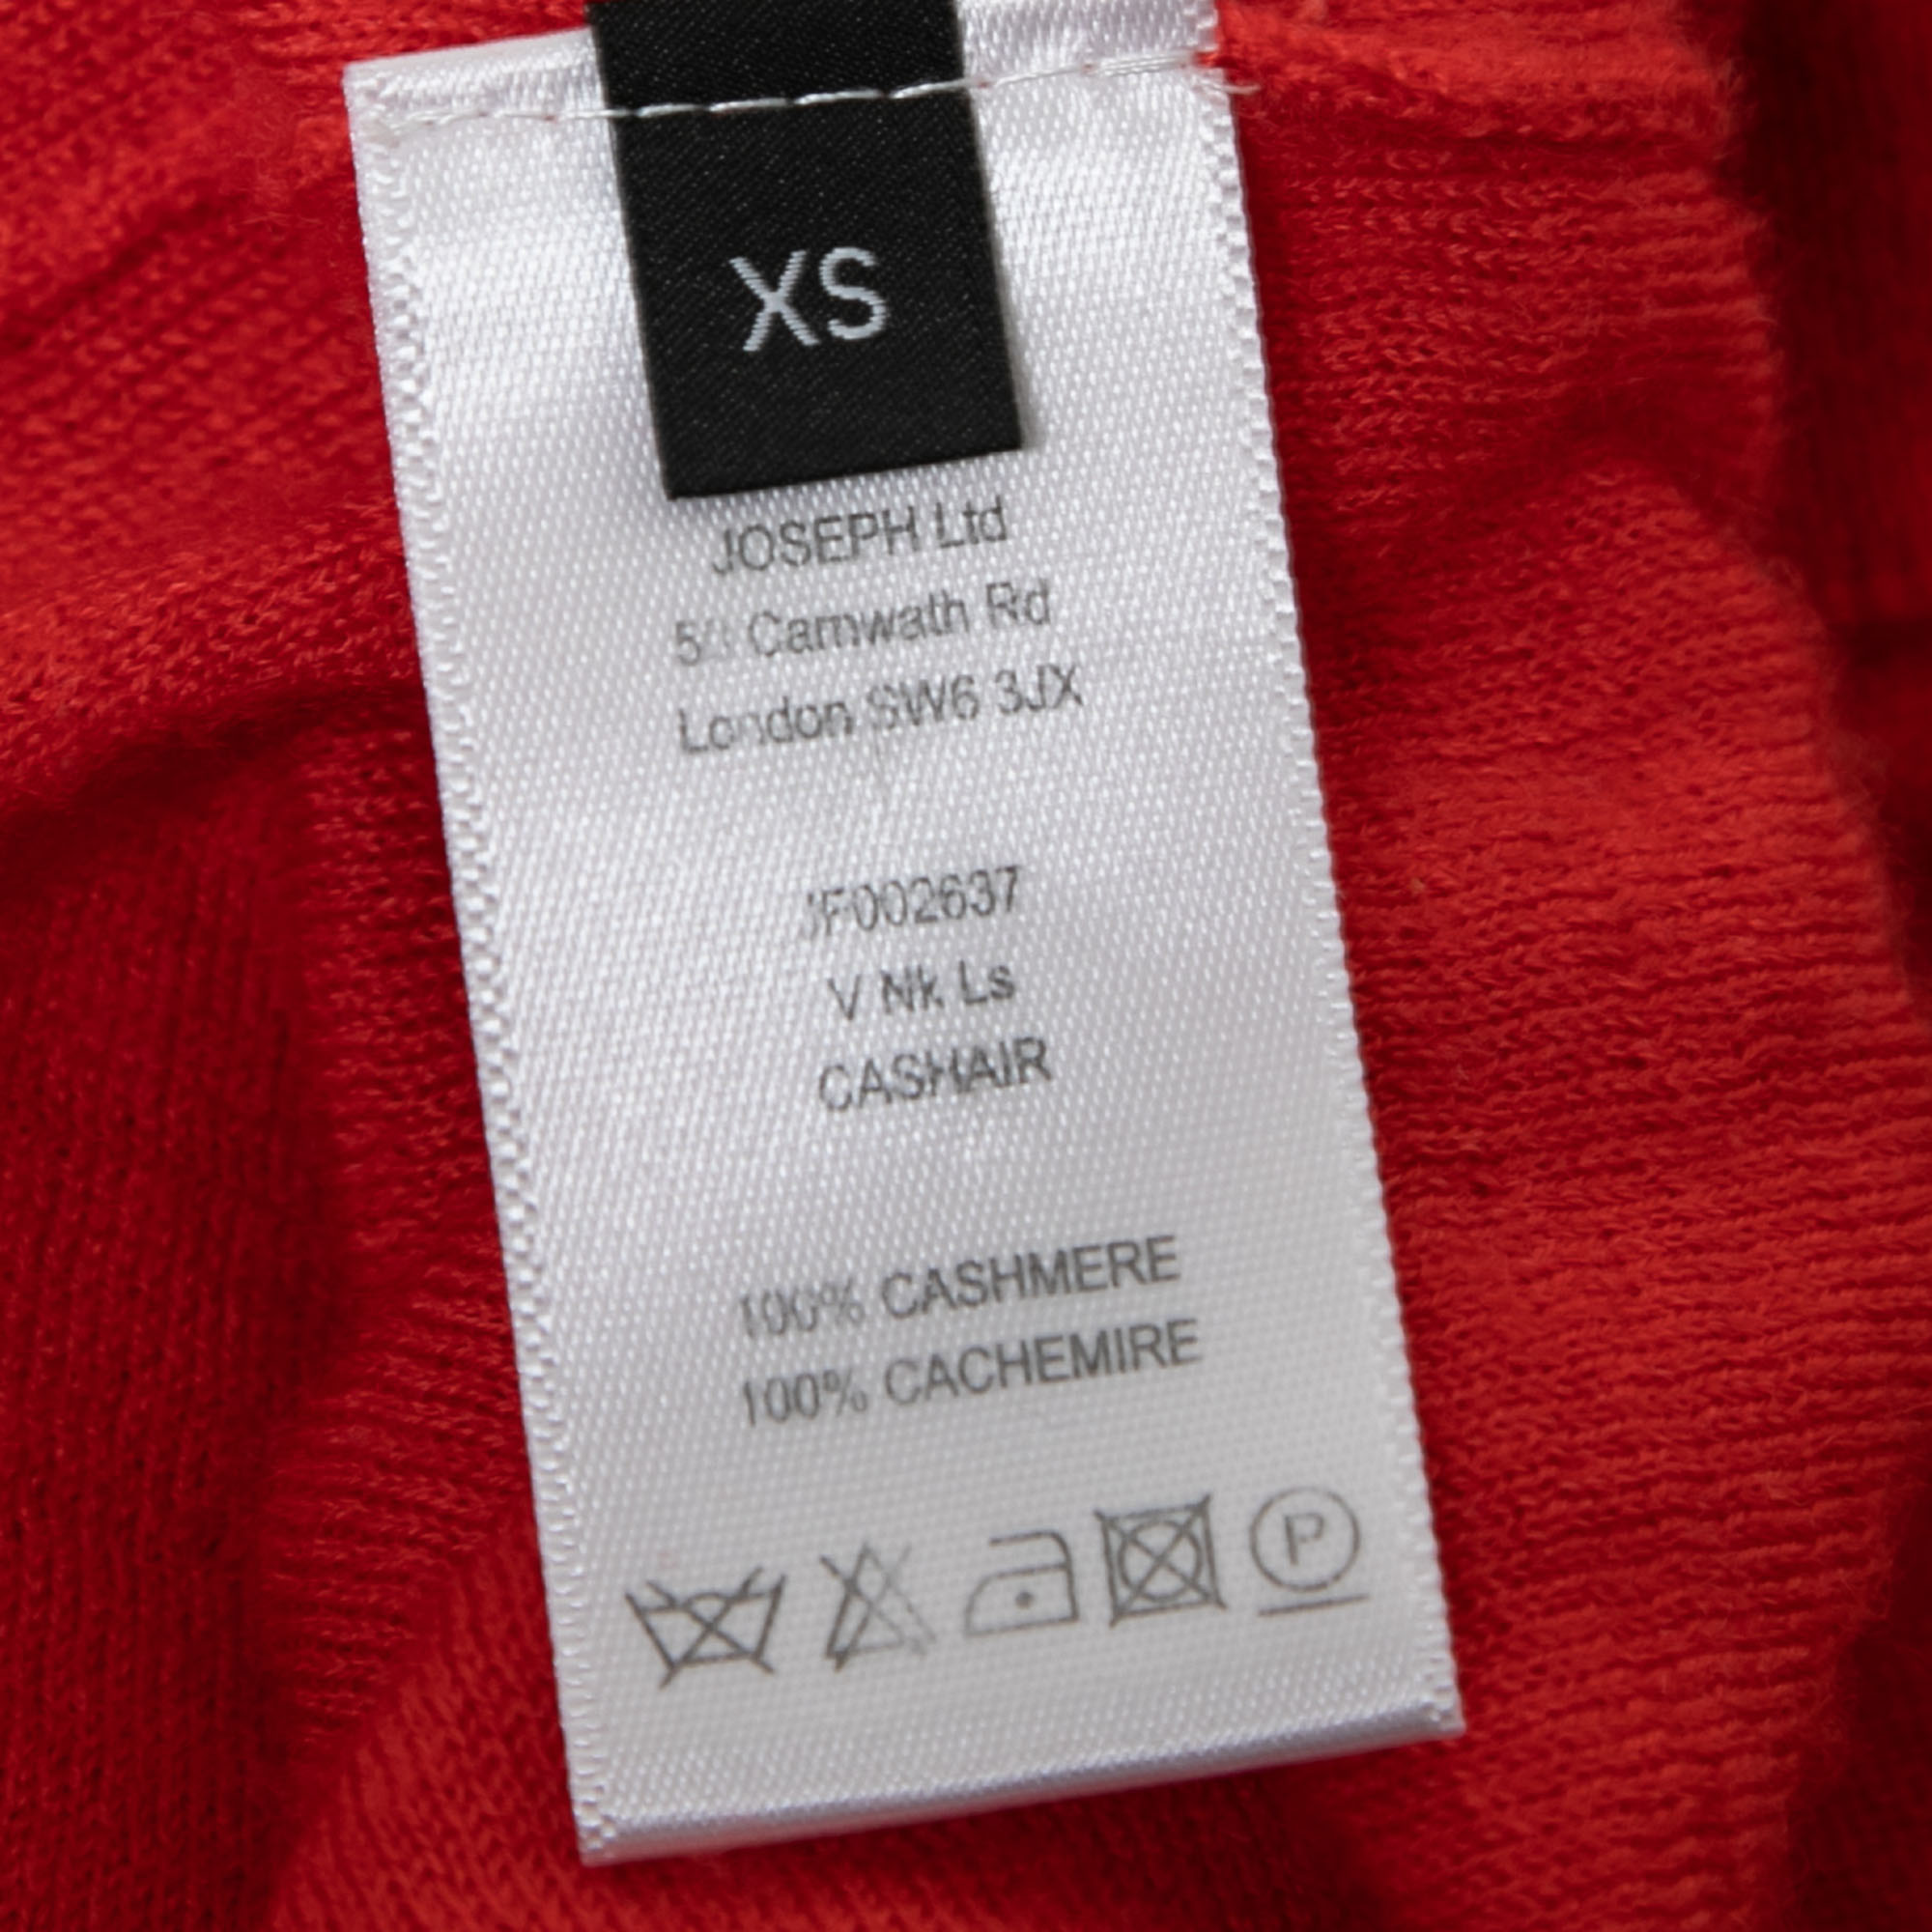 XS
JOSEPH Ltd
Carnwath Rd
London SW6 3JX
JF002637
V Nk Ls
CASHAIR
100% CASHMERE
100% CACHEMIRE
P